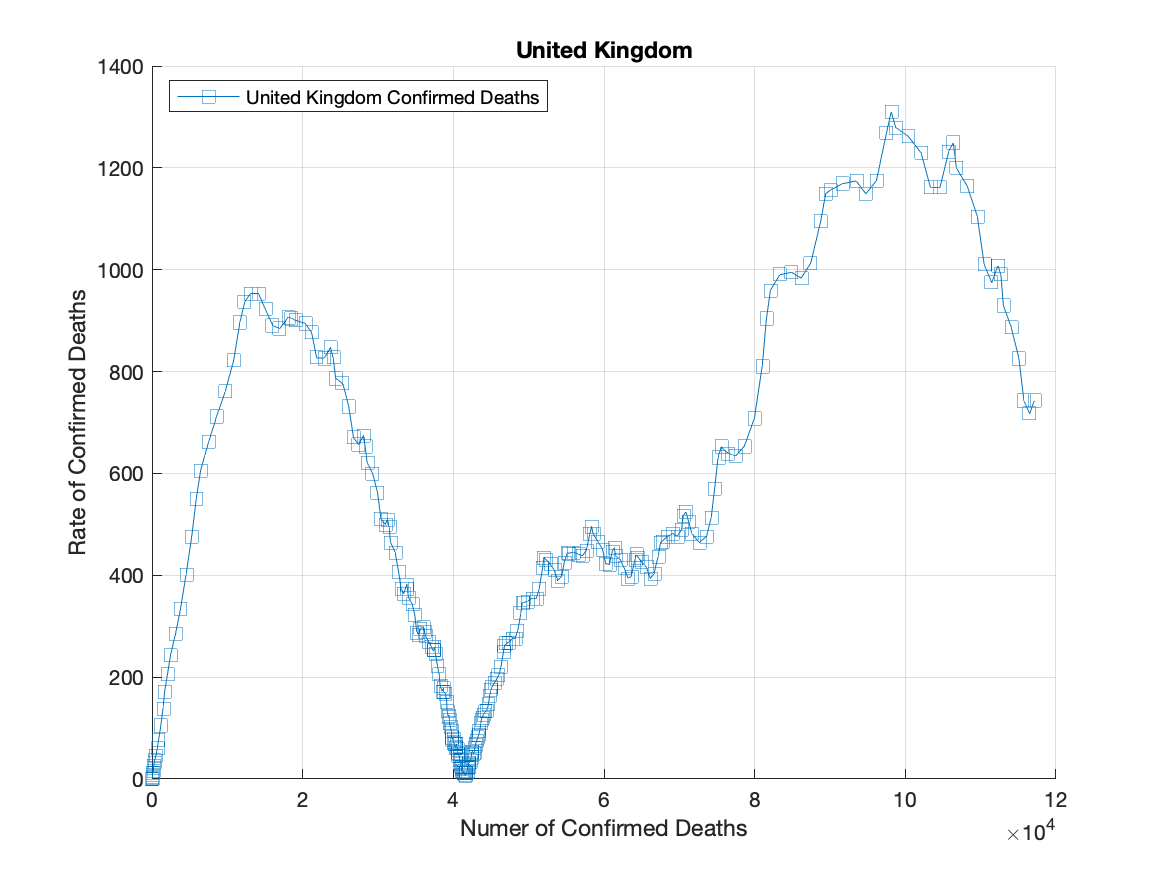 United Kingdom
1400
United Kingdom Confirmed Deaths
1200
1000
800
600
400
200
0
Rate of Confirmed Deaths
0 2 4 6 8 10 12
×10^4
Numer of Confirmed Deaths